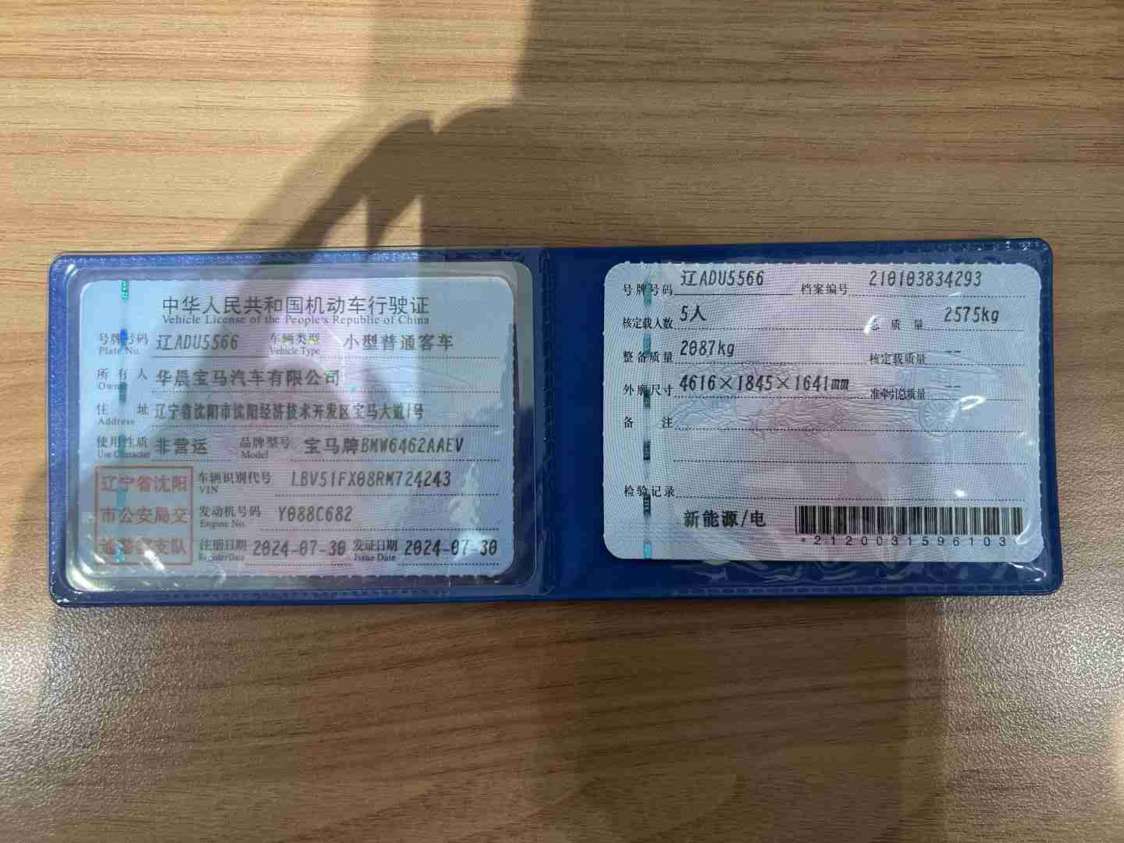 中华人民共和国机动车行驶证
Vehicle License of the People's Republic of China
号牌号码 辽ADU5566 车辆类型 小型普通客车
Plate No. Vehicle Type
所有人 华晨宝马汽车有限公司
Owner
住址 辽宁省沈阳市沈阳经济技术开发区宝马大道1号
Address
使用性质 非营运 品牌型号 宝马牌BMW6462AAEV
Use Character Model
辽宁省沈阳
市公安局交
通警察支队
车辆识别代号 LBV51FX08RM724243
VIN
发动机号码 Y088C682
Engine No.
注册日期 2024-07-30 发证日期 2024-07-30
Register Date Issue Date
号牌号码 辽ADU5566 档案编号 210103834293
核定载人数 5人 总质量 2575kg
整备质量 2087kg 核定载质量 --
外廓尺寸 4616×1845×1641mm 准牵引总质量 --
备注
检验记录
新能源/电
*2120031596103*